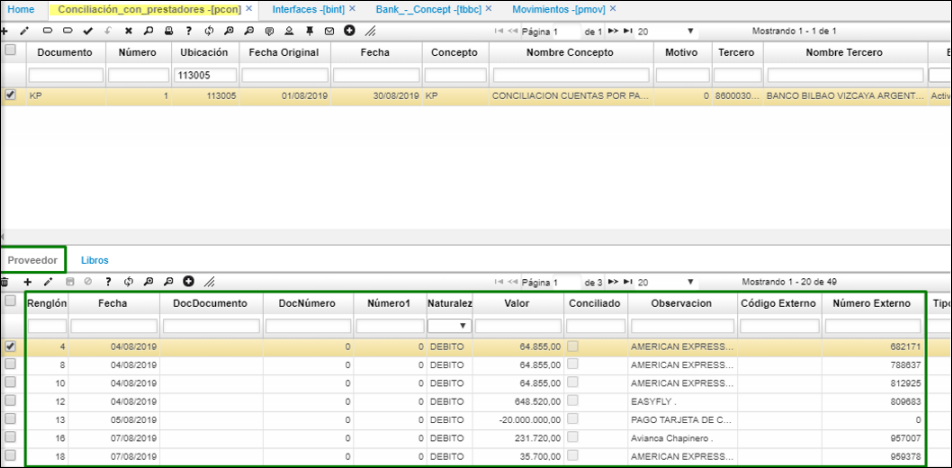 Home Conciliación_con_prestadores -[pcon] × Interfaces -[bint] × Bank_-_Concept -[tbbc] × Movimientos -[pmov] ×
Página 1 de 1 20 Mostrando 1 - 1 de 1
Documento Número Ubicación Fecha Original Fecha Concepto Nombre Concepto Motivo Tercero Nombre Tercero E
113005
KP 1 113005 01/08/2019 30/08/2019 KP CONCILIACION CUENTAS POR PA... 0 8600030... BANCO BILBAO VIZCAYA ARGENT... Activ
Proveedor Libros
Página 1 de 3 20 Mostrando 1 - 20 de 49
Renglón Fecha DocDocumento DocNúmero Número1 Naturalez Valor Conciliado Observacion Código Externo Número Externo Tipo
4 04/08/2019 0 0 DEBITO 64.855,00 AMERICAN EXPRESS... 682171
8 04/08/2019 0 0 DEBITO 64.855,00 AMERICAN EXPRESS... 788637
10 04/08/2019 0 0 DEBITO 64.855,00 AMERICAN EXPRESS... 812925
12 04/08/2019 0 0 DEBITO 648.520,00 EASYFLY . 809683
13 05/08/2019 0 0 DEBITO -20.000.000,00 PAGO TARJETA DE C... 0
16 07/08/2019 0 0 DEBITO 231.720,00 Avianca Chapinero . 957007
18 07/08/2019 0 0 DEBITO 35.700,00 AMERICAN EXPRESS... 959378